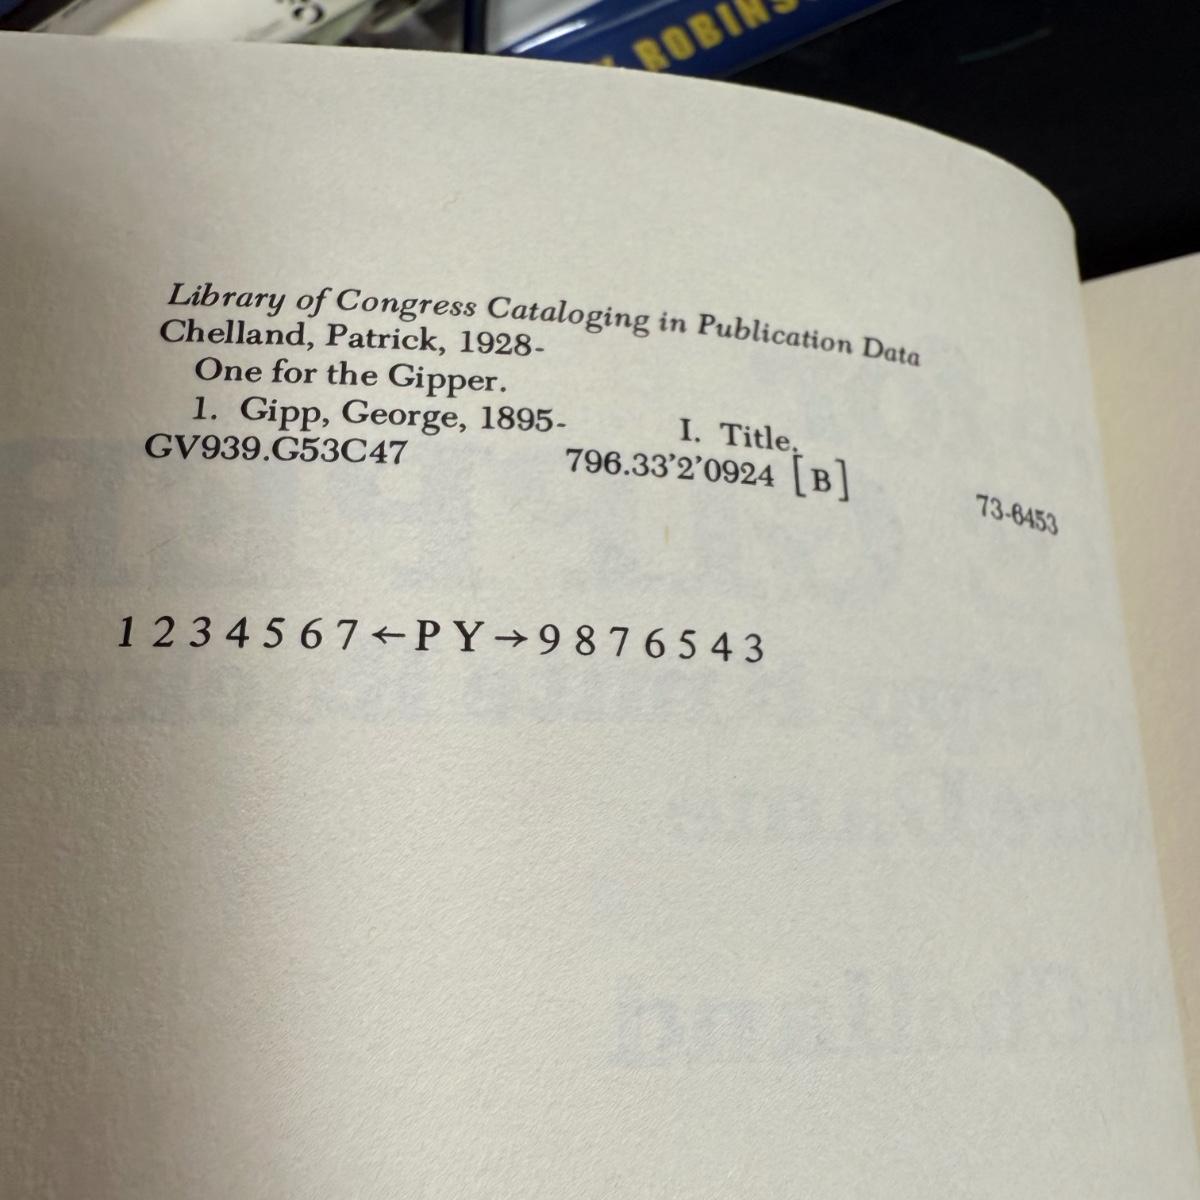 ROBINS
Library of Congress Cataloging in Publication Data
Chelland, Patrick, 1928-
One for the Gipper.
1. Gipp, George, 1895- I. Title.
GV939.G53C47 796.33'2'0924 [B] 73-6453
1 2 3 4 5 6 7 ← P Y → 9 8 7 6 5 4 3